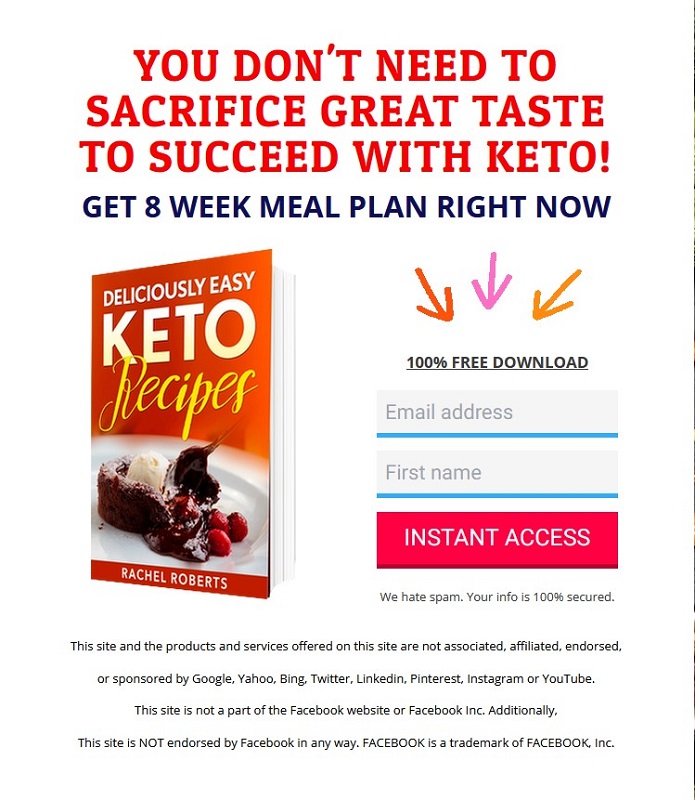 YOU DON'T NEED TO
SACRIFICE GREAT TASTE
TO SUCCEED WITH KETO!
GET 8 WEEK MEAL PLAN RIGHT NOW
DELICIOUSLY EASY
KETO
Recipes
RACHEL ROBERTS
100% FREE DOWNLOAD
Email address
First name
INSTANT ACCESS
We hate spam. Your info is 100% secured.
This site and the products and services offered on this site are not associated, affiliated, endorsed,
or sponsored by Google, Yahoo, Bing, Twitter, Linkedin, Pinterest, Instagram or YouTube.
This site is not a part of the Facebook website or Facebook Inc. Additionally,
This site is NOT endorsed by Facebook in any way. FACEBOOK is a trademark of FACEBOOK, Inc.